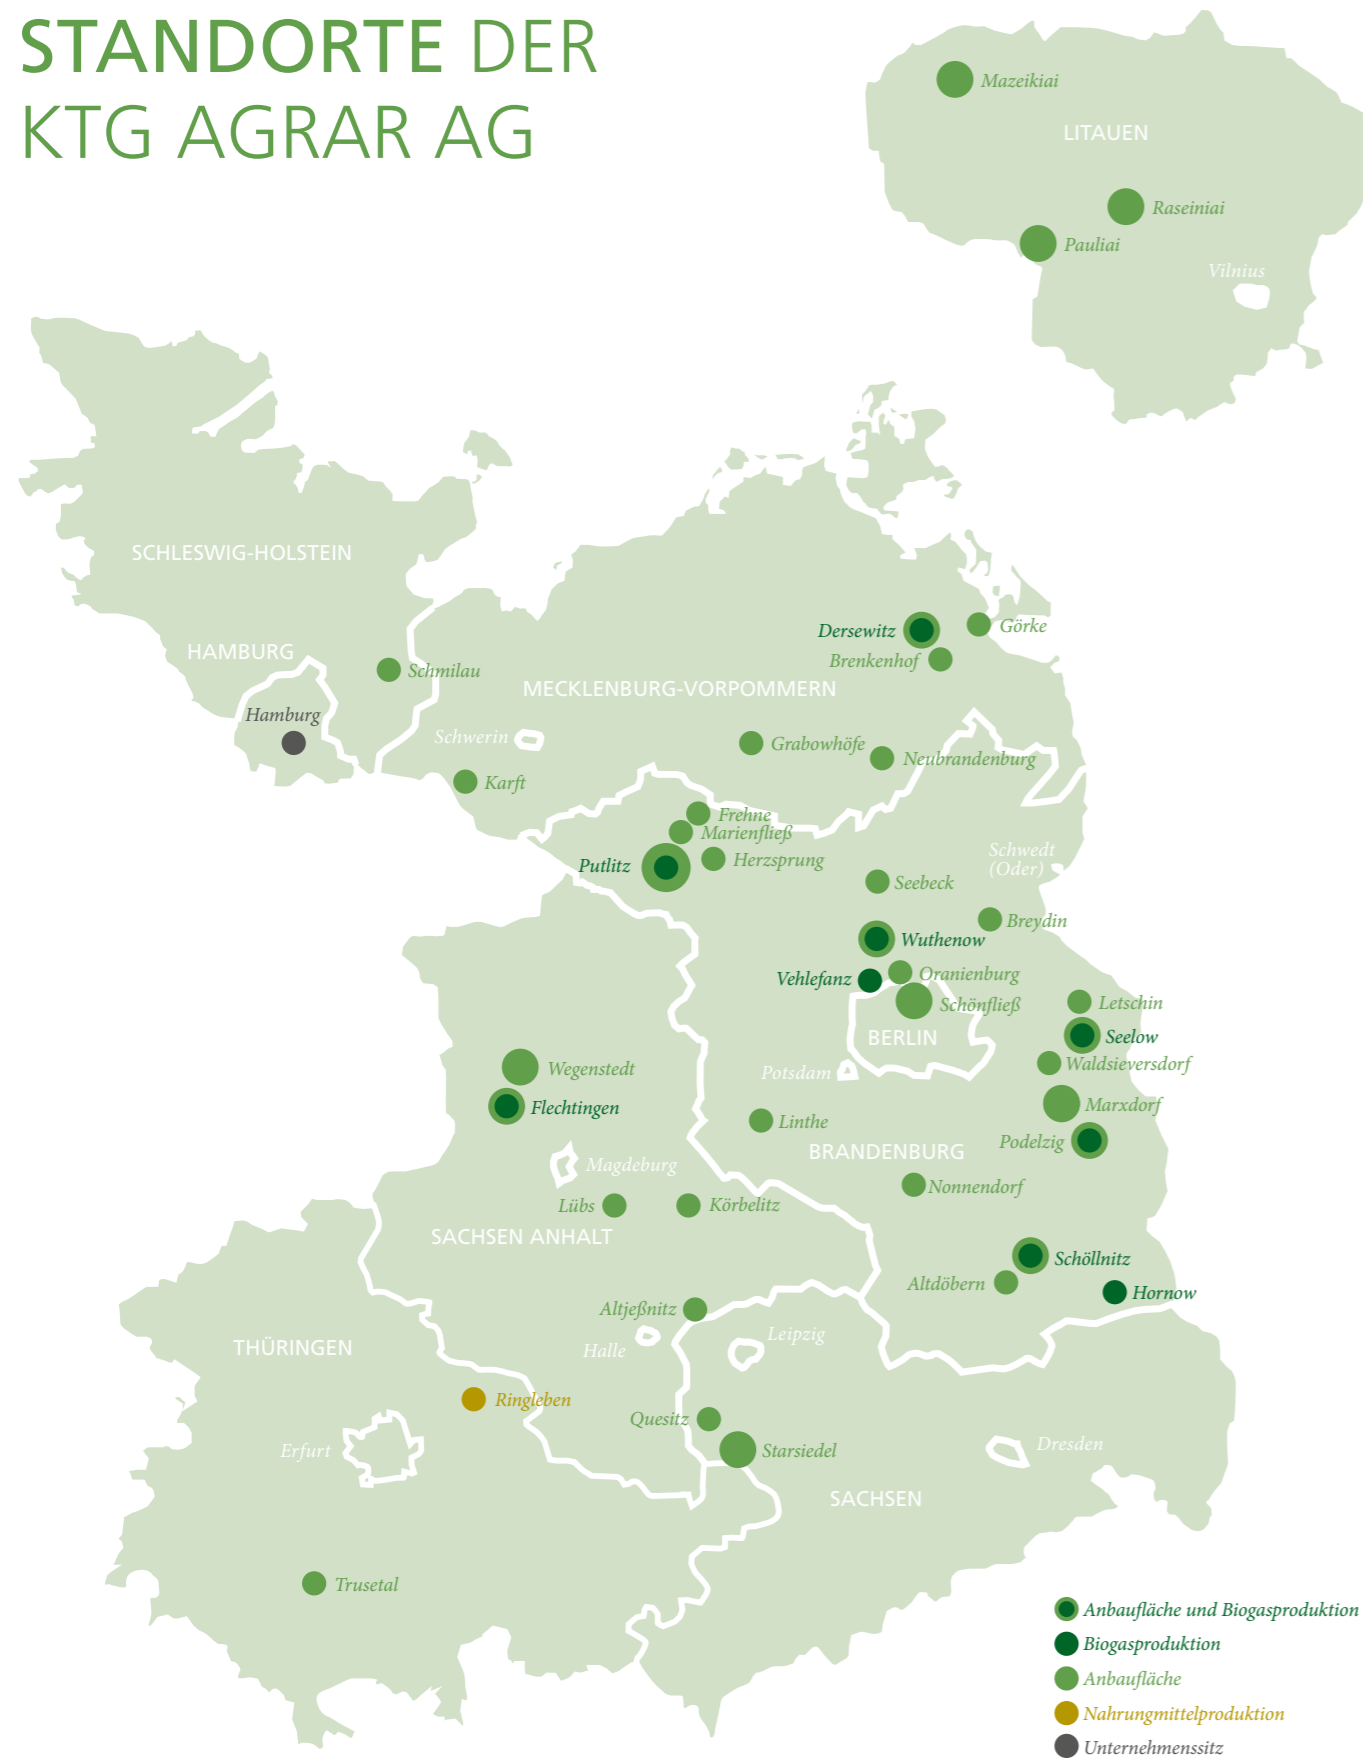 STANDORTE DER
KTG AGRAR AG
Mazeikiai
LITAUEN
Raseiniai
Pauliai
Vilnius
SCHLESWIG-HOLSTEIN
HAMBURG
Schmilau
Hamburg
Dersewitz
Görke
Brenkenhof
MECKLENBURG-VORPOMMERN
Schwerin
Grabowhöfe
Neubrandenburg
Karft
Frehne
Marienfließ
Herzsprung
Putlitz
Schwedt
(Oder)
Seebeck
Breydin
Wuthenow
Vehlefanz
Oranienburg
Schönfließ
Letschin
BERLIN
Seelow
Potsdam
Waldsieversdorf
Wegenstedt
Flechtingen
Marxdorf
Linthe
Podelzig
BRANDENBURG
Magdeburg
Nonnendorf
Lübs
Körbelitz
SACHSEN ANHALT
Schöllnitz
Altdöbern
Hornow
Altjeßnitz
Leipzig
Halle
THÜRINGEN
Ringleben
Quesitz
Erfurt
Starsiedel
Dresden
SACHSEN
Trusetal
Anbaufläche und Biogasproduktion
Biogasproduktion
Anbaufläche
Nahrungmittelproduktion
Unternehmenssitz